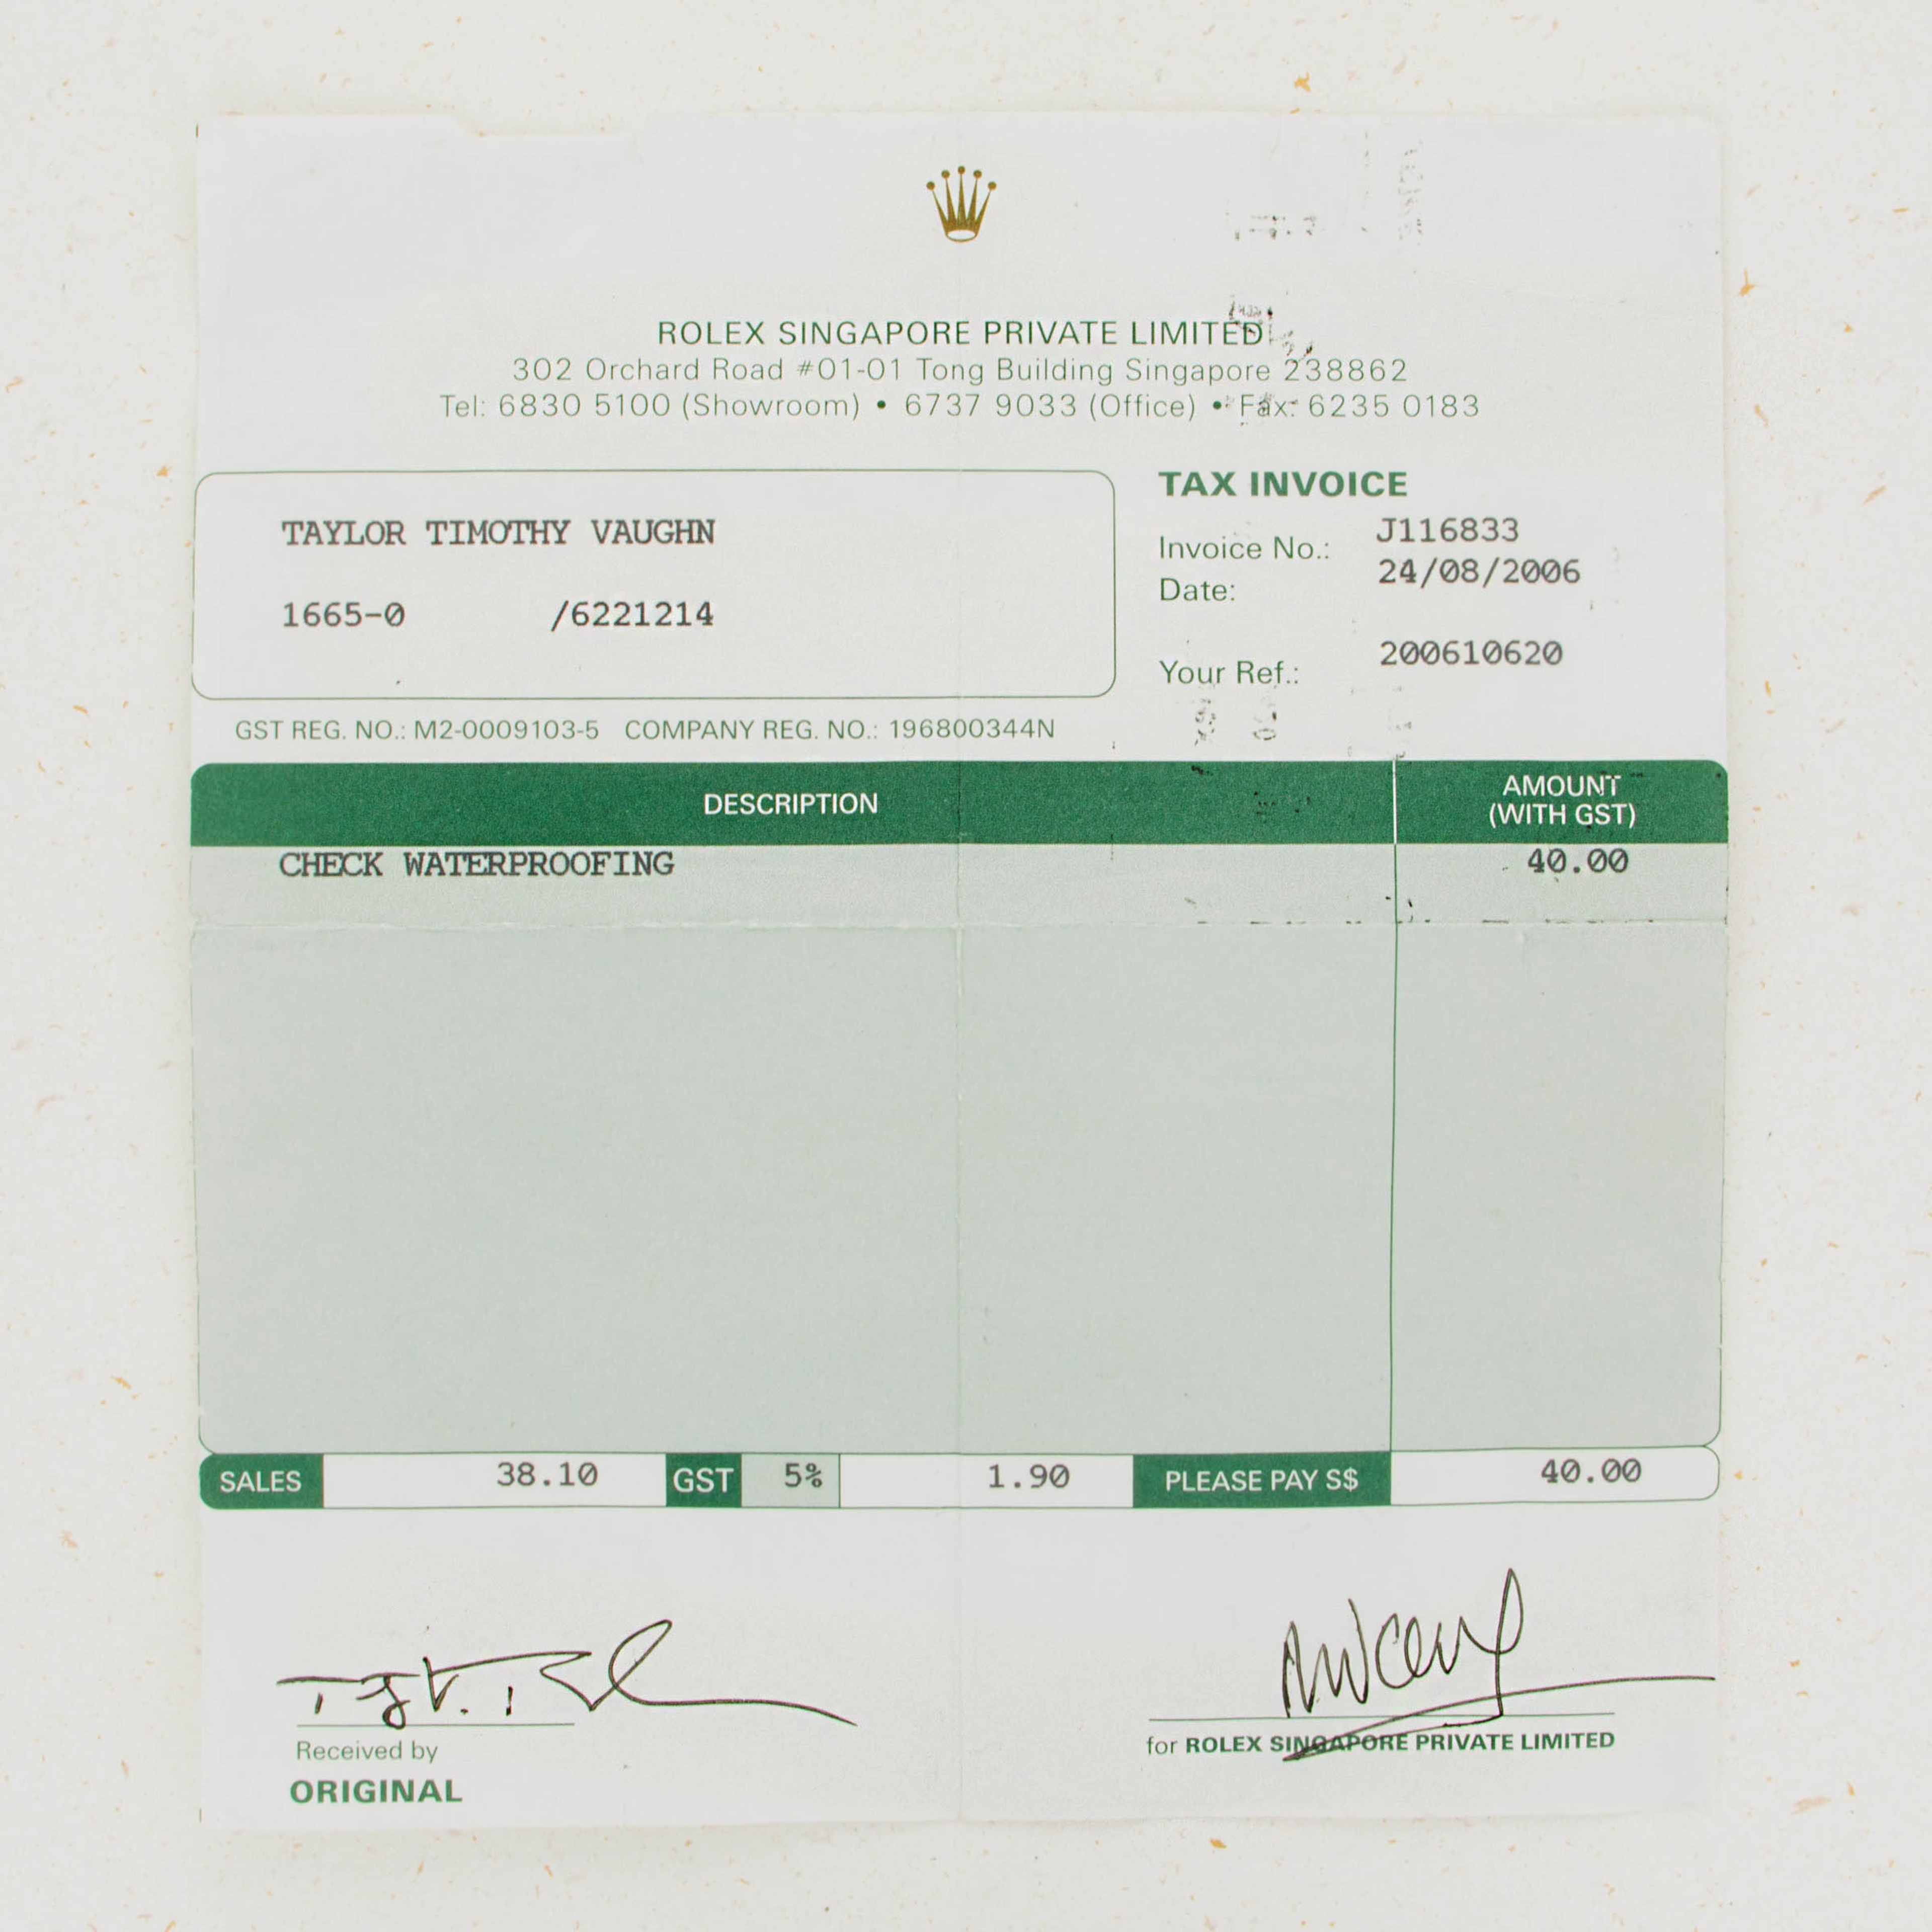 ROLEX SINGAPORE PRIVATE LIMITED
302 Orchard Road #01-01 Tong Building Singapore 238862
Tel: 6830 5100 (Showroom) • 6737 9033 (Office) • Fax: 6235 0183
TAYLOR TIMOTHY VAUGHN
1665-0 /6221214
TAX INVOICE
Invoice No.: J116833
Date: 24/08/2006
Your Ref.: 200610620
GST REG. NO.: M2-0009103-5 COMPANY REG. NO.: 196800344N
DESCRIPTION AMOUNT
(WITH GST)
CHECK WATERPROOFING 40.00
SALES 38.10 GST 5% 1.90 PLEASE PAY S$ 40.00
Received by
ORIGINAL
for ROLEX SINGAPORE PRIVATE LIMITED